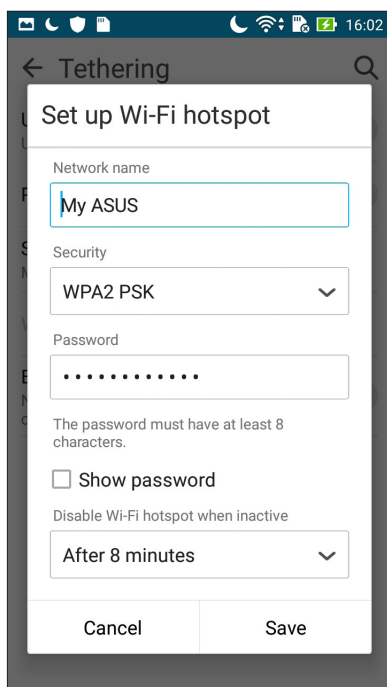 16:02
Tethering
Set up Wi-Fi hotspot
Network name
My ASUS
Security
WPA2 PSK
Password
••••••••••••
The password must have at least 8
characters.
Show password
Disable Wi-Fi hotspot when inactive
After 8 minutes
Cancel
Save